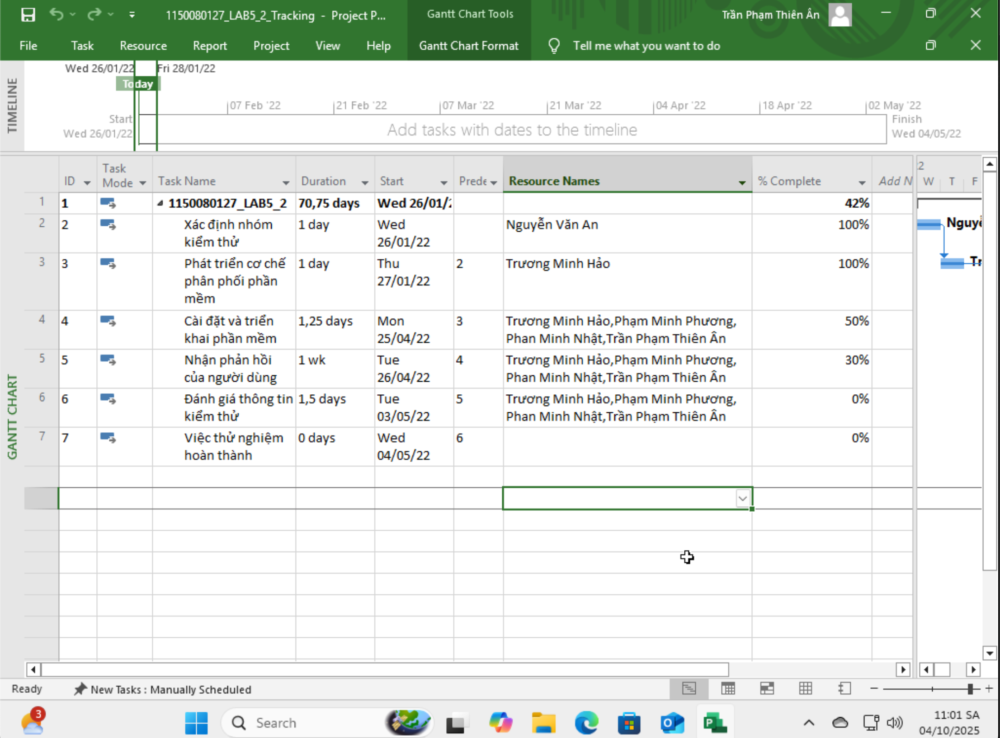 1150080127_LAB5_2_Tracking - Project P...
Gantt Chart Tools
Trần Phạm Thiên Ân
File Task Resource Report Project View Help Gantt Chart Format Tell me what you want to do
TIMELINE
Wed 26/01/22 Fri 28/01/22
Today
07 Feb '22 21 Feb '22 07 Mar '22 21 Mar '22 04 Apr '22 18 Apr '22 02 May '22
Start
Wed 26/01/22
Add tasks with dates to the timeline
Finish
Wed 04/05/22
GANTT CHART
ID Task Mode Task Name Duration Start Prede Resource Names % Complete Add N
2
W T F
1 1 1150080127_LAB5_2 70,75 days Wed 26/01/2 42%
2 2 Xác định nhóm kiểm thử 1 day Wed 26/01/22 Nguyễn Văn An 100%
Nguyễ
3 3 Phát triển cơ chế phân phối phần mềm 1 day Thu 27/01/22 2 Trương Minh Hảo 100%
Tr
4 4 Cài đặt và triển khai phần mềm 1,25 days Mon 25/04/22 3 Trương Minh Hảo,Phạm Minh Phương, Phan Minh Nhật,Trần Phạm Thiên Ân 50%
5 5 Nhận phản hồi của người dùng 1 wk Tue 26/04/22 4 Trương Minh Hảo,Phạm Minh Phương, Phan Minh Nhật,Trần Phạm Thiên Ân 30%
6 6 Đánh giá thông tin kiểm thử 1,5 days Tue 03/05/22 5 Trương Minh Hảo,Phạm Minh Phương, Phan Minh Nhật,Trần Phạm Thiên Ân 0%
7 7 Việc thử nghiệm hoàn thành 0 days Wed 04/05/22 6 0%
Ready New Tasks : Manually Scheduled
3
Search
11:01 SA
04/10/2025